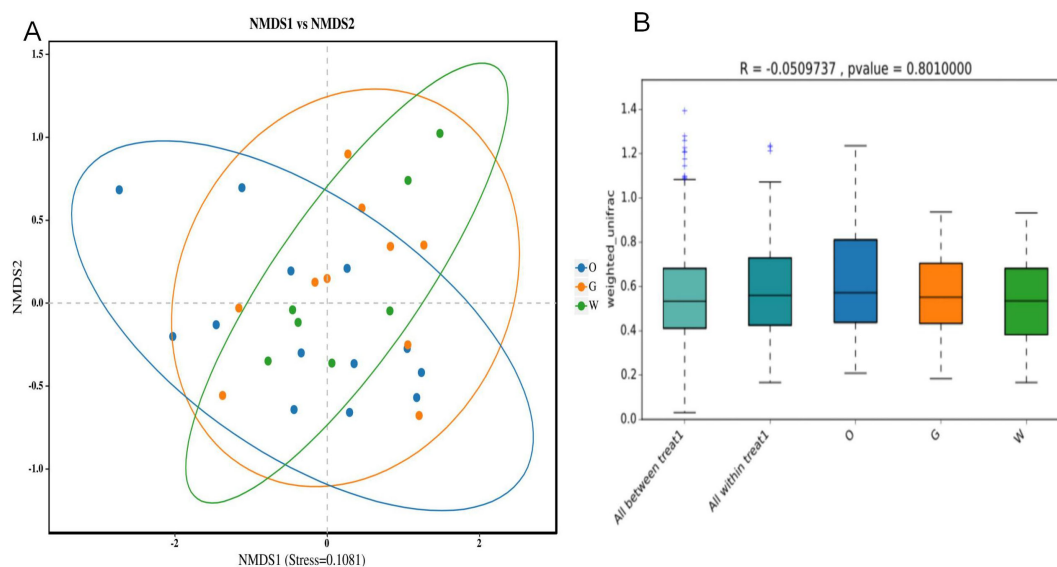 A
NMDS1 vs NMDS2
1.5
1.0
0.5
0.0
-0.5
-1.0
NMDS2
-2
0
2
NMDS1 (Stress=0.1081)
O
G
W
B
R = -0.0509737 , pvalue = 0.8010000
1.4
1.2
1.0
0.8
0.6
0.4
0.2
0.0
weighted_unifrac
All between treat1
All within treat1
O
G
W